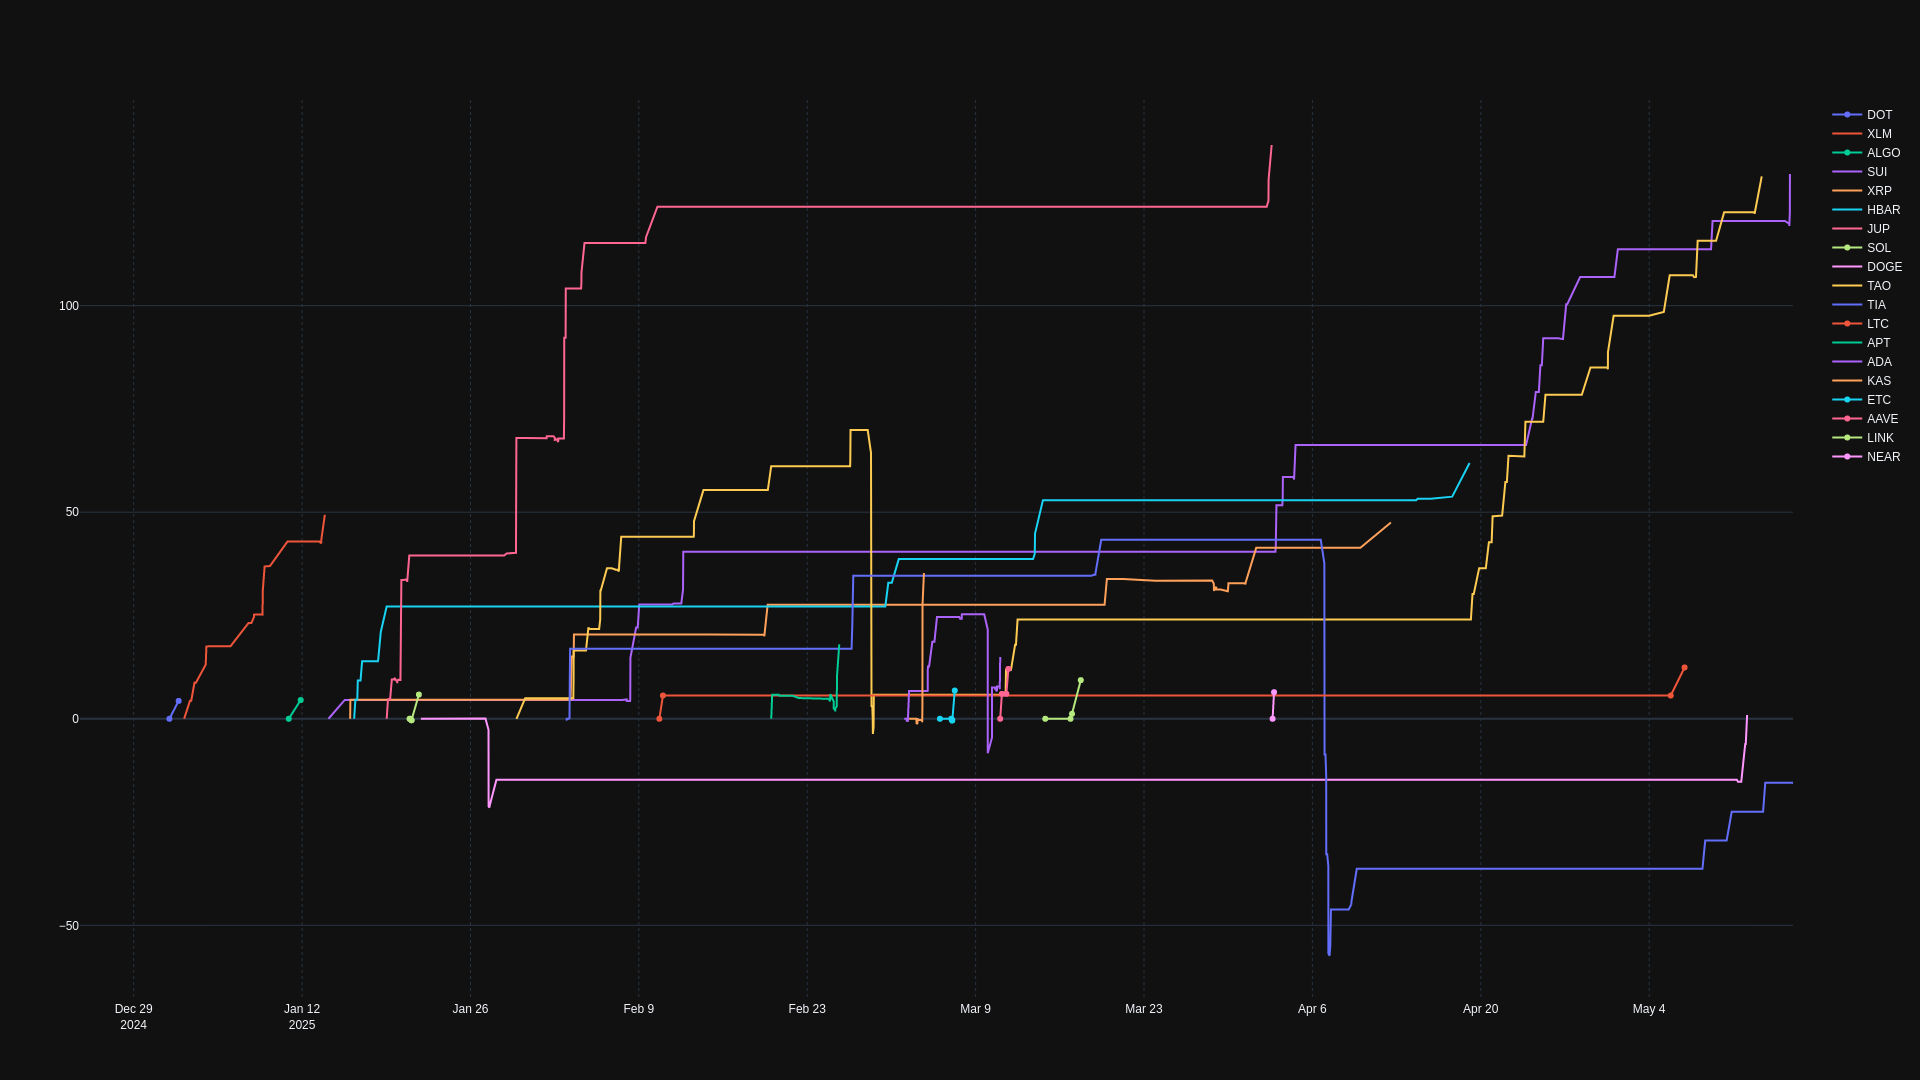 100
50
0
−50
Dec 29
2024
Jan 12
2025
Jan 26
Feb 9
Feb 23
Mar 9
Mar 23
Apr 6
Apr 20
May 4
DOT
XLM
ALGO
SUI
XRP
HBAR
JUP
SOL
DOGE
TAO
TIA
LTC
APT
ADA
KAS
ETC
AAVE
LINK
NEAR